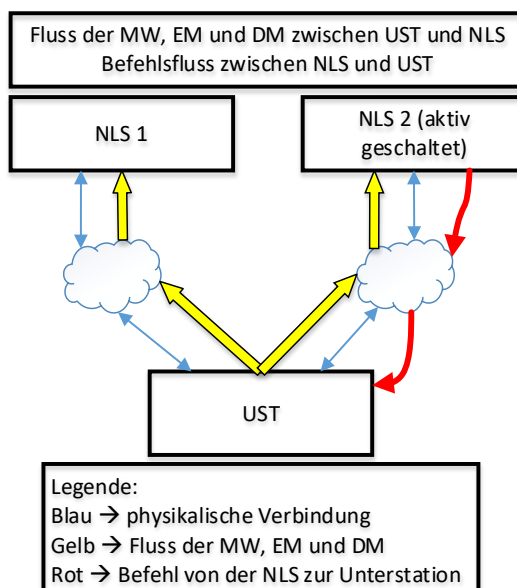 Fluss der MW, EM und DM zwischen UST und NLS
Befehlsfluss zwischen NLS und UST
NLS 1
NLS 2 (aktiv
geschaltet)
UST
Legende:
Blau → physikalische Verbindung
Gelb → Fluss der MW, EM und DM
Rot → Befehl von der NLS zur Unterstation